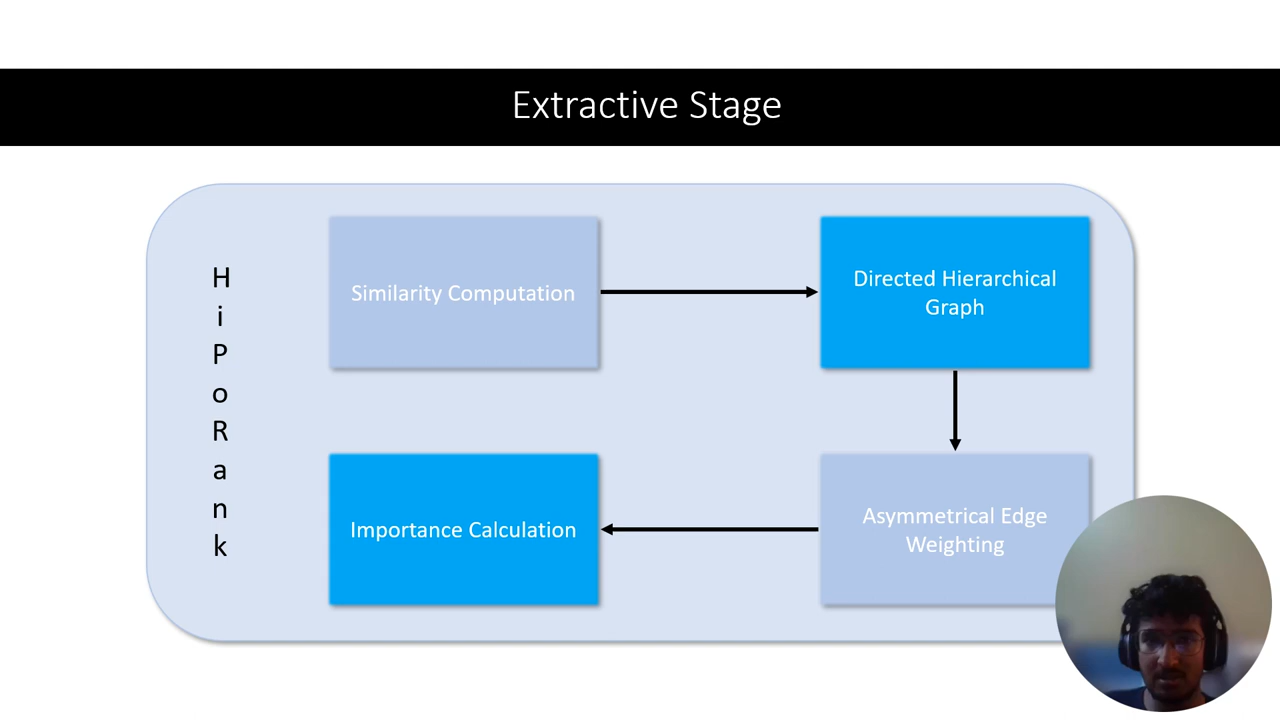 Extractive Stage
H
i
P
o
R
a
n
k
Similarity Computation
Directed Hierarchical
Graph
Importance Calculation
Asymmetrical Edge
Weighting